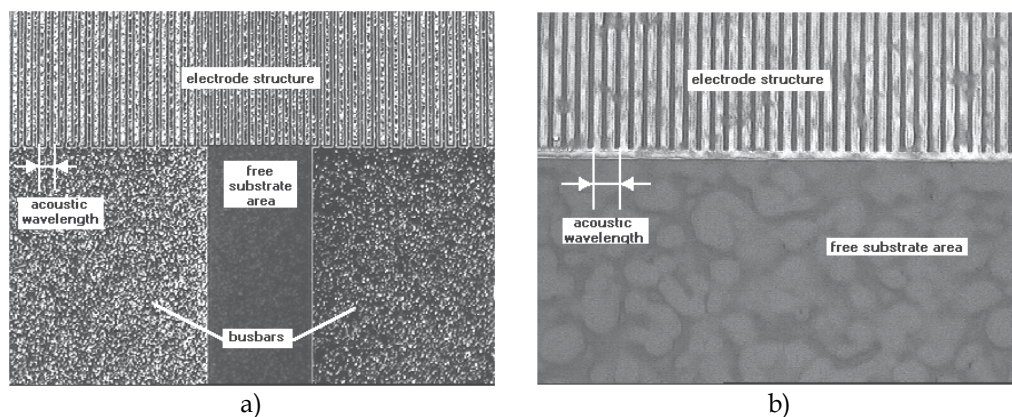 electrode structure
free
substrate
area
acoustic
wavelength
busbars
a)
electrode structure
acoustic
wavelength
free substrate area
b)